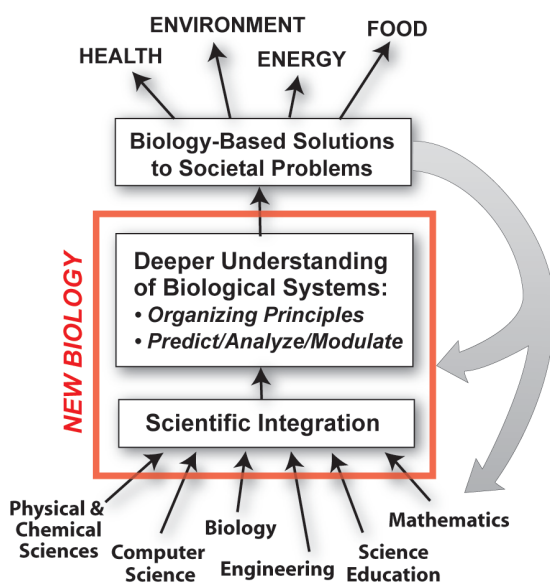 ENVIRONMENT
FOOD
HEALTH
ENERGY
Biology-Based Solutions
to Societal Problems
NEW BIOLOGY
Deeper Understanding
of Biological Systems:
• Organizing Principles
• Predict/Analyze/Modulate
Scientific Integration
Physical &
Chemical
Sciences
Computer
Science
Biology
Engineering
Science
Education
Mathematics